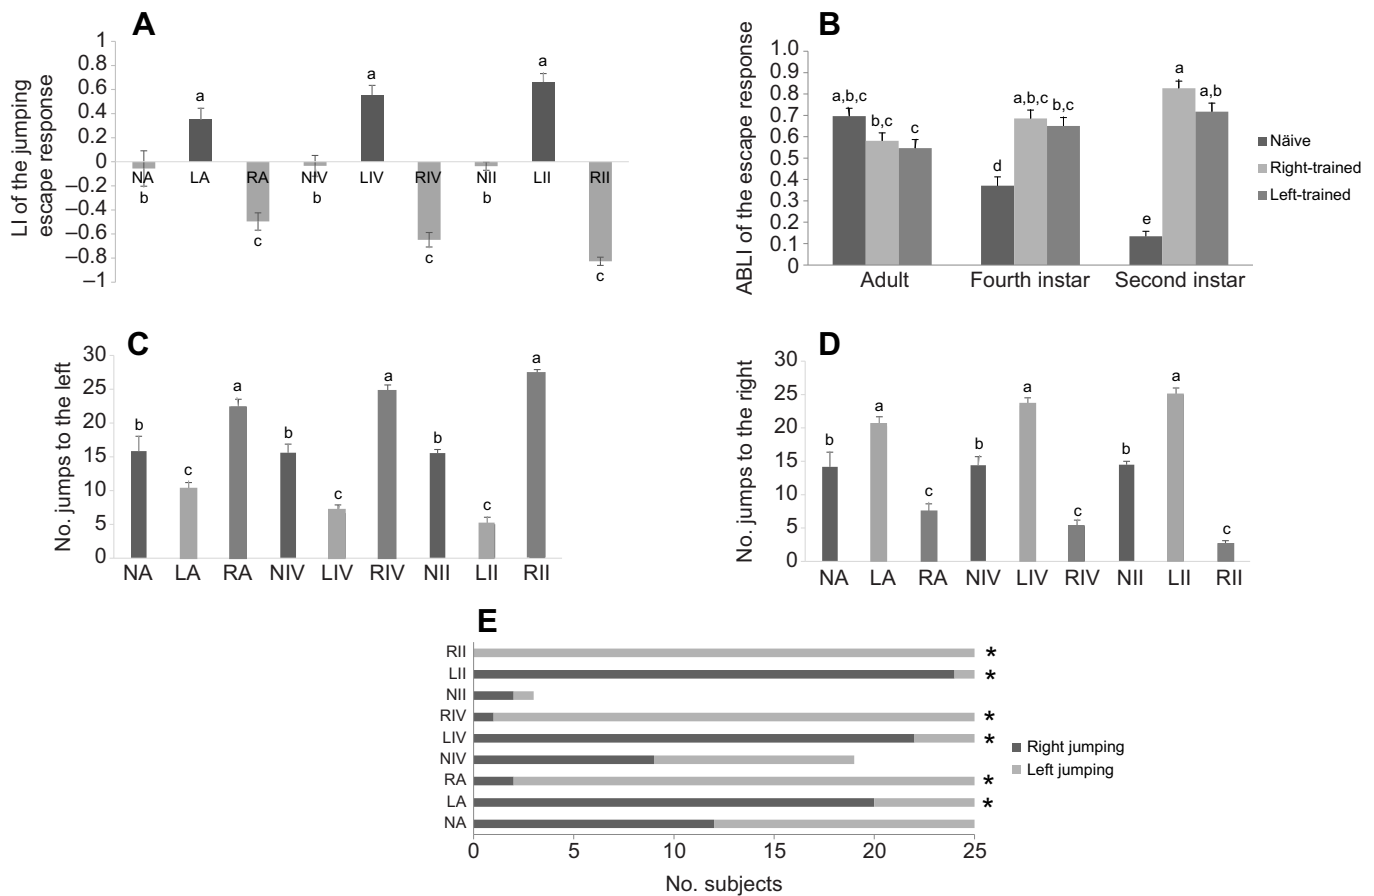 A
LI of the jumping
escape response
1
0.8
0.6
0.4
0.2
0
–0.2
–0.4
–0.6
–0.8
–1
a
a
a
NA
LA
RA
NIV
LIV
RIV
NII
LII
RII
b
b
b
c
c
c
B
ABLI of the escape response
1.0
0.9
0.8
0.7
0.6
0.5
0.4
0.3
0.2
0.1
0
a,b,c
b,c
c
d
a,b,c
b,c
e
a
a,b
Adult
Fourth instar
Second instar
Näive
Right-trained
Left-trained
C
No. jumps to the left
30
25
20
15
10
5
0
b
c
a
b
c
a
b
c
a
NA
LA
RA
NIV
LIV
RIV
NII
LII
RII
D
No. jumps to the right
30
25
20
15
10
5
0
b
a
c
b
a
c
b
a
c
NA
LA
RA
NIV
LIV
RIV
NII
LII
RII
E
RII *
LII *
NII
RIV *
LIV *
NIV
RA *
LA *
NA
0
5
10
15
20
25
No. subjects
Right jumping
Left jumping